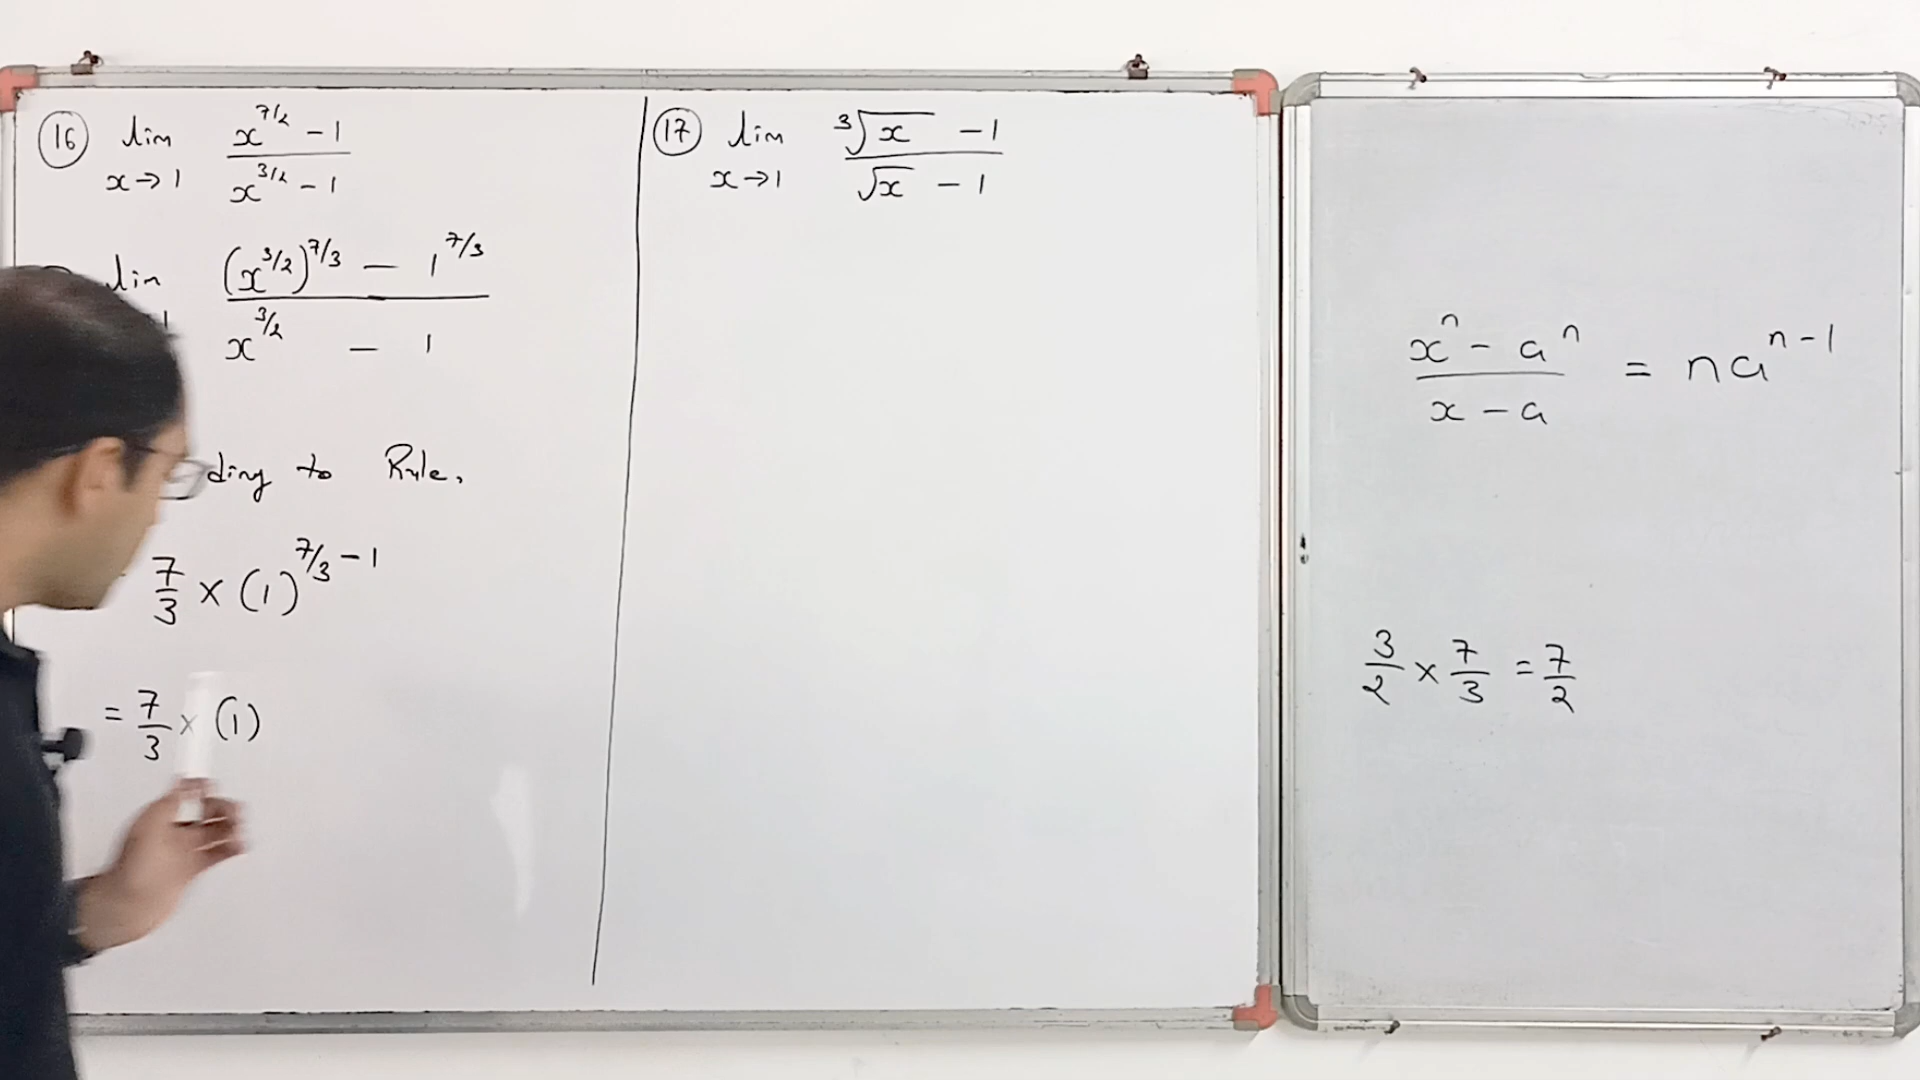 (16) lim x→1 (x^(7/2) - 1)/(x^(3/2) - 1)
lim ((x^(3/2))^(7/3) - 1^(7/3))/(x^(3/2) - 1)
to Rule,
7/3 × (1)^(7/3 - 1)
= 7/3 × (1)
(17) lim x→1 (∛x - 1)/(√x - 1)
(x^n - a^n)/(x - a) = na^(n-1)
3/2 × 7/3 = 7/2